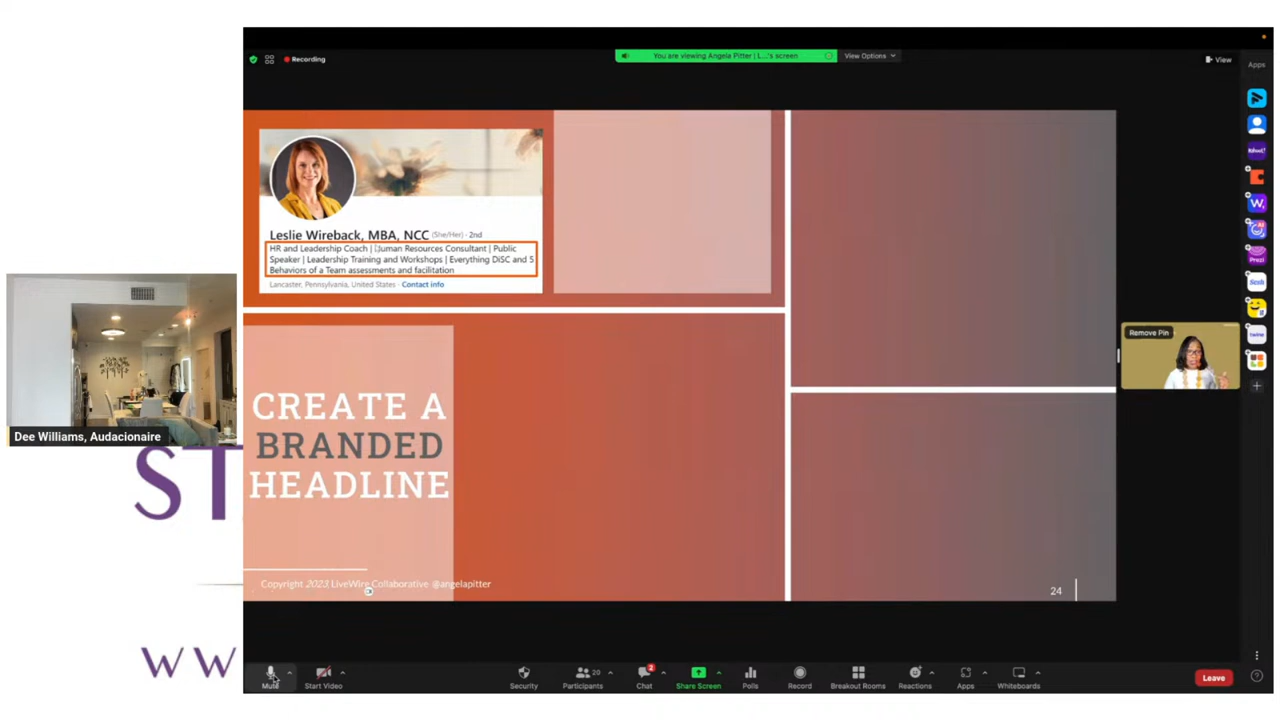 Recording
You are viewing Angela Pitter | L...'s screen
View Options
View
Apps
Leslie Wireback, MBA, NCC (She/Her) · 2nd
HR and Leadership Coach | Human Resources Consultant | Public
Speaker | Leadership Training and Workshops | Everything DiSC and 5
Behaviors of a Team assessments and facilitation
Lancaster, Pennsylvania, United States · Contact info
Remove Pin
CREATE A
BRANDED
HEADLINE
Dee Williams, Audacionaire
ST
WW
Copyright 2023 LiveWire Collaborative @angelapitter
24
Mute
Start Video
Security
Participants 20
Chat 2
Share Screen
Polls
Record
Breakout Rooms
Reactions
Apps
Whiteboards
Leave
Prezi